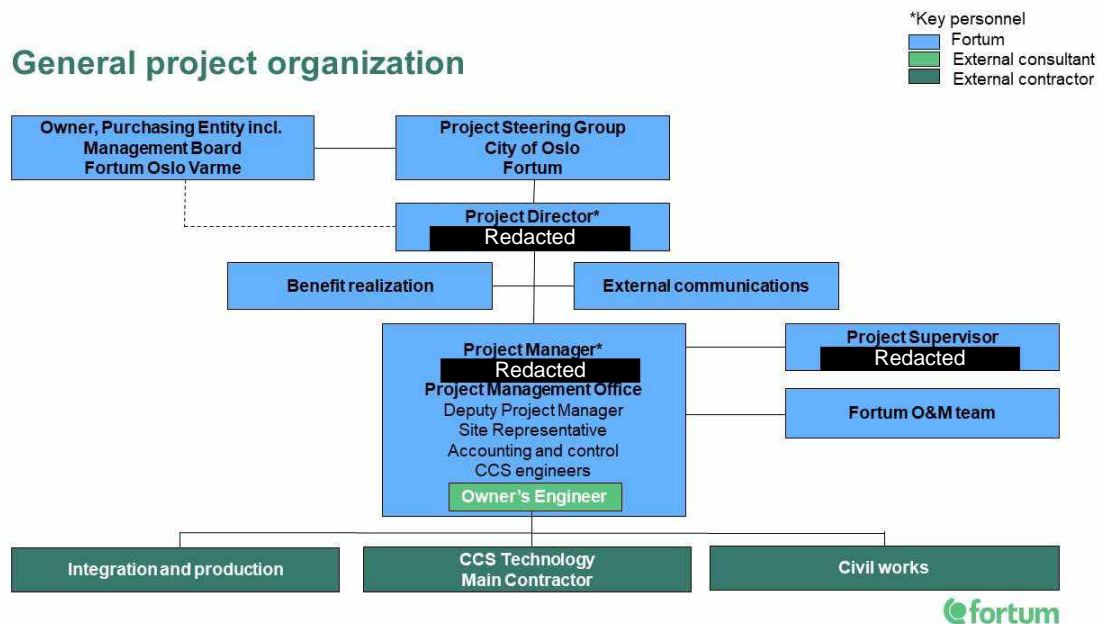 *Key personnel
Fortum
External consultant
External contractor
General project organization
Owner, Purchasing Entity incl.
Management Board
Fortum Oslo Varme
Project Steering Group
City of Oslo
Fortum
Project Director*
Redacted
Benefit realization
External communications
Project Manager*
Redacted
Project Management Office
Deputy Project Manager
Site Representative
Accounting and control
CCS engineers
Owner's Engineer
Project Supervisor
Redacted
Fortum O&M team
Integration and production
CCS Technology
Main Contractor
Civil works
fortum